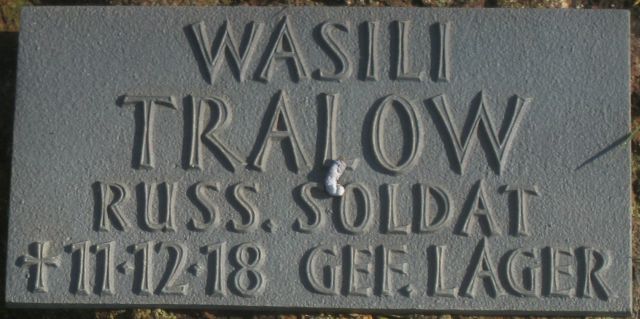 WASILI
TRALOW
RUSS. SOLDAT
+11·12·18 GEF. LAGER